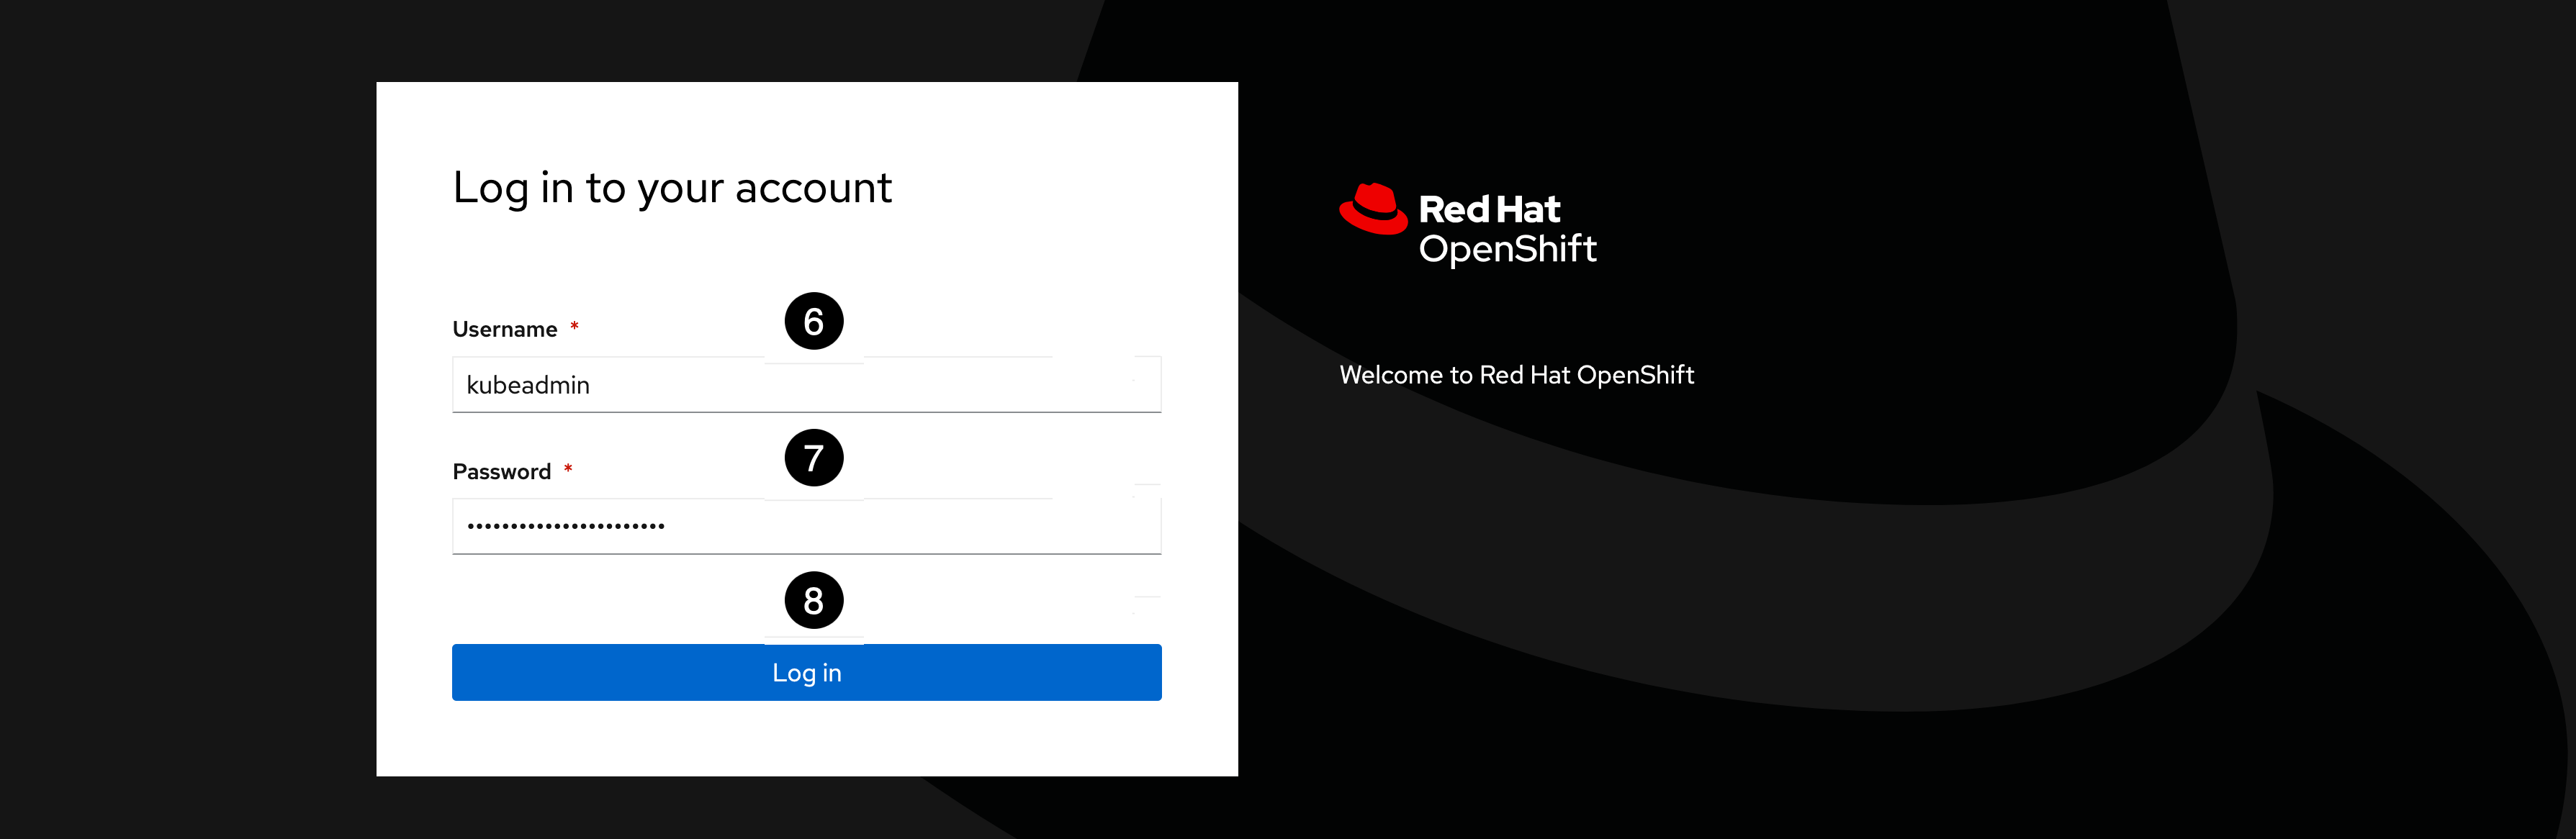 Log in to your account
6
Username *
kubeadmin
7
Password *
•••••••••••••••••••••••
8
Log in
Red Hat
OpenShift
Welcome to Red Hat OpenShift